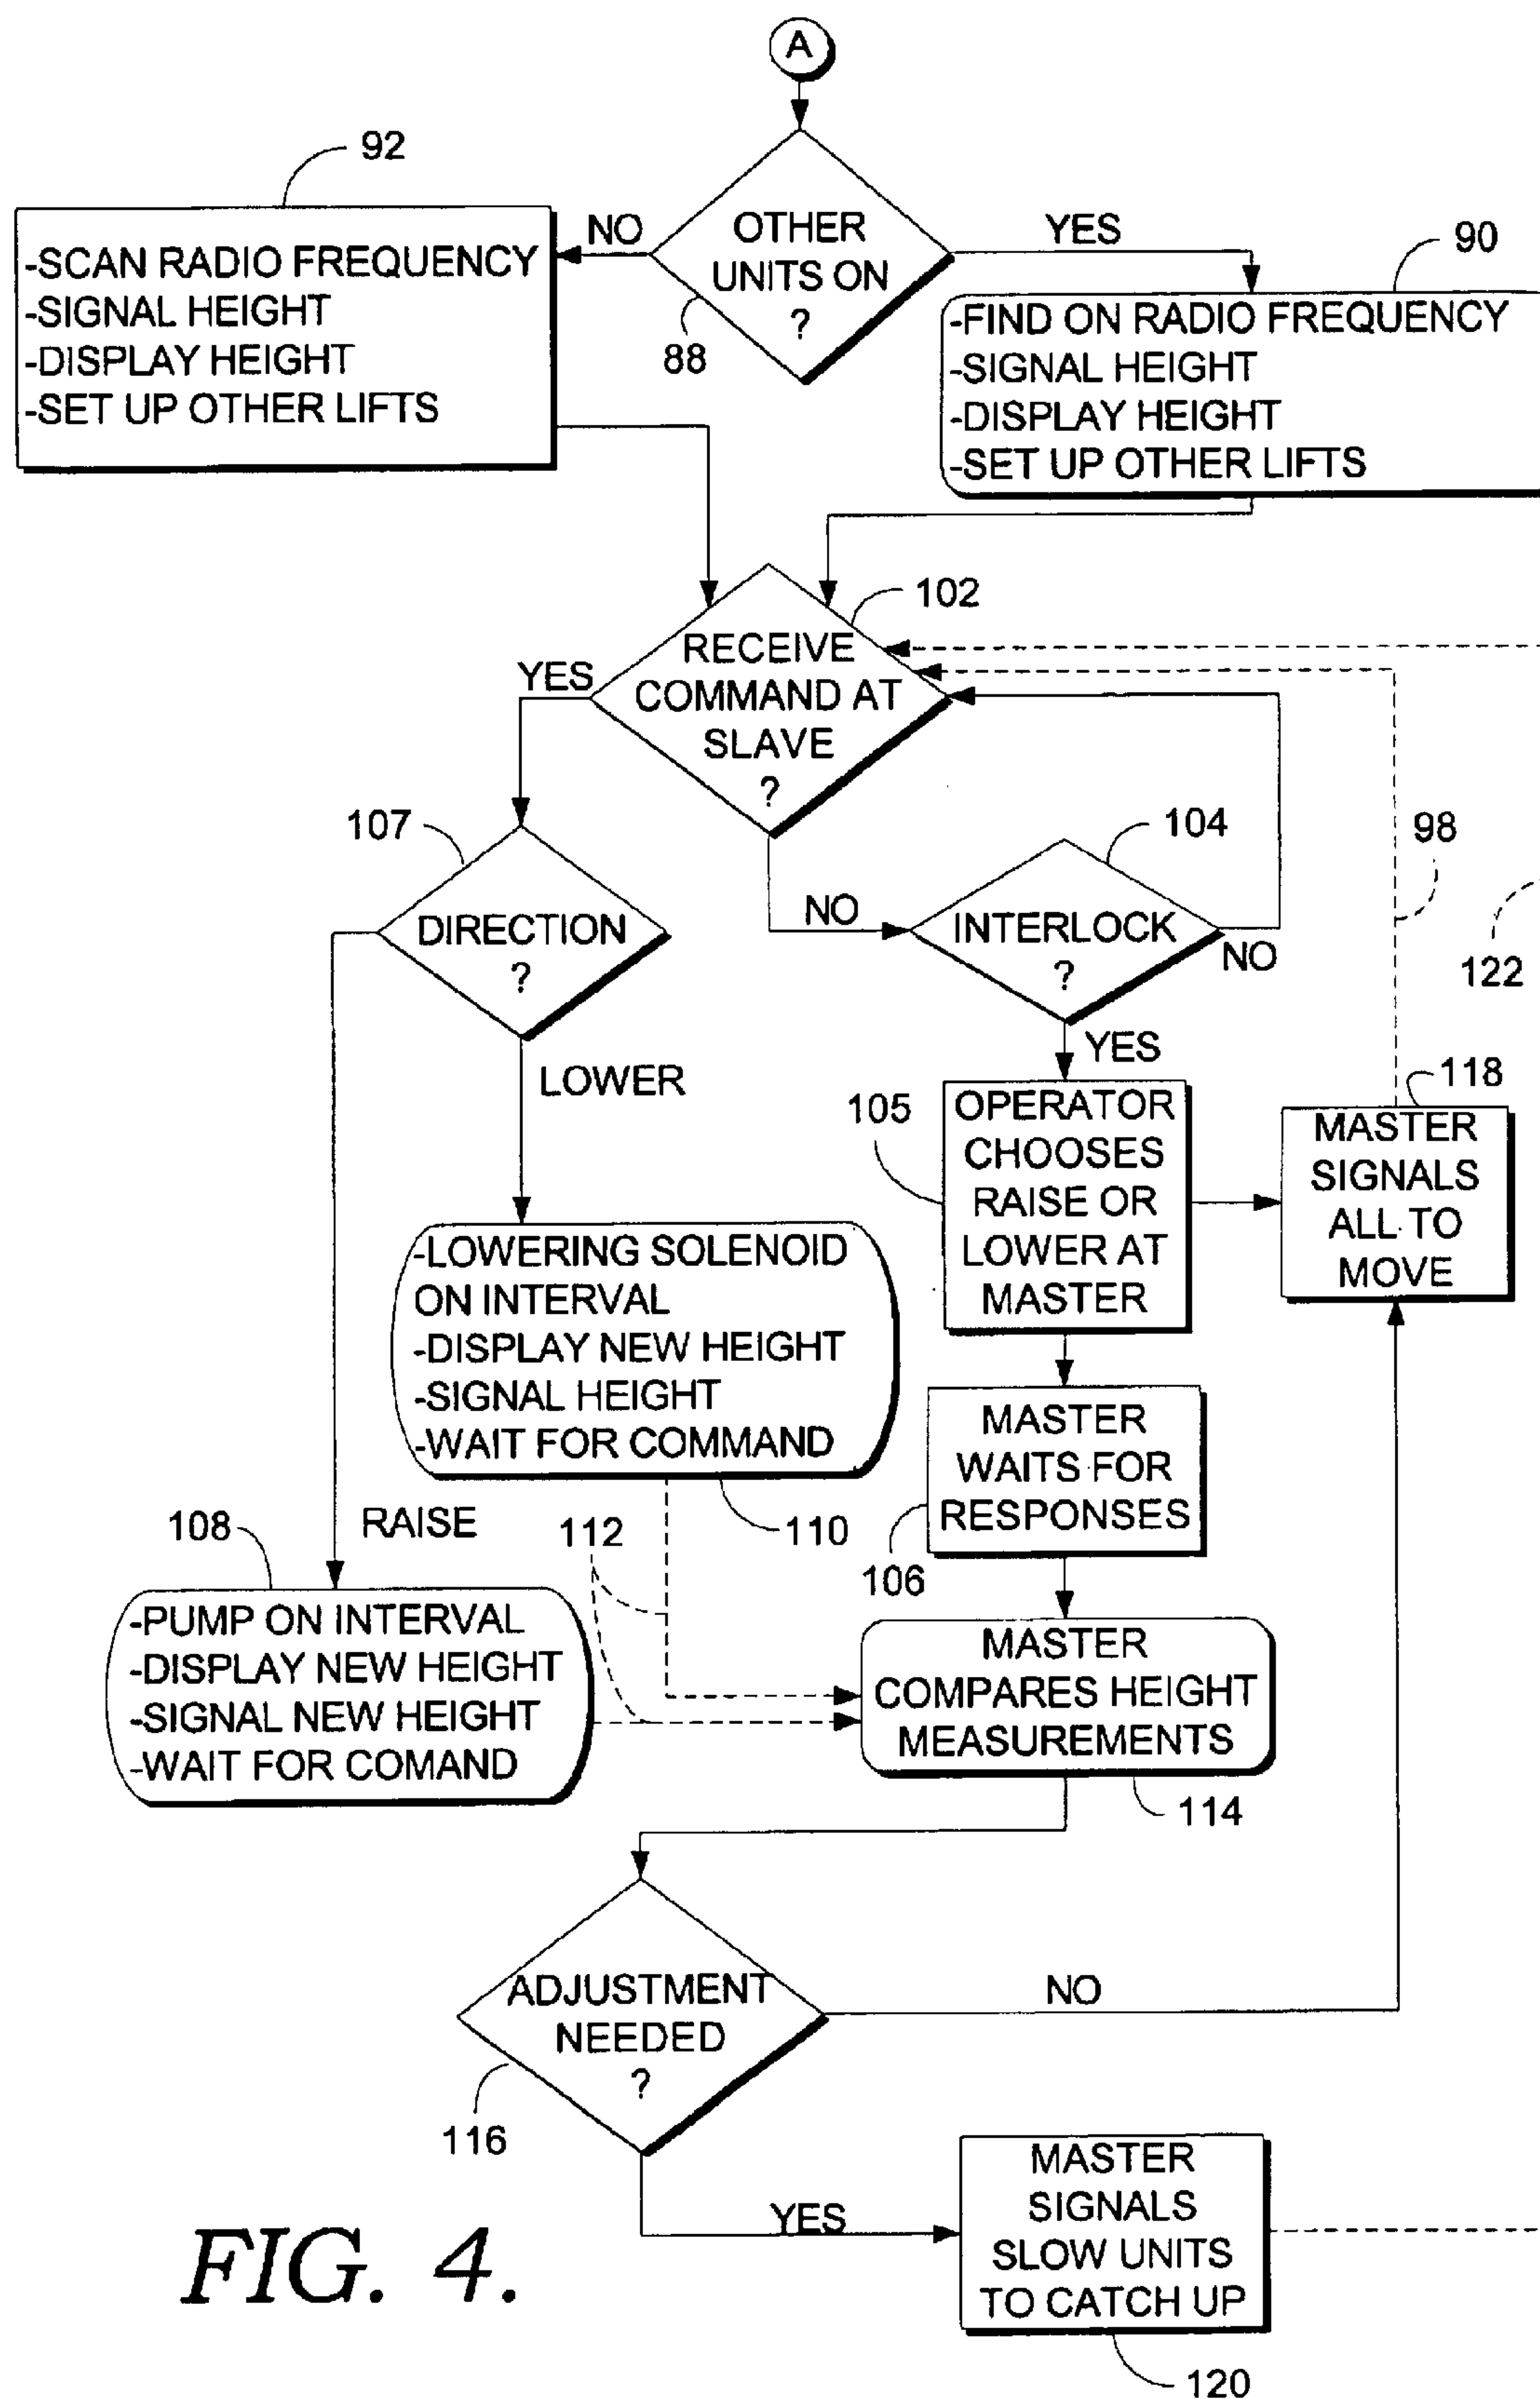 A
92
OTHER
UNITS ON
?
NO
YES
88
90
-SCAN RADIO FREQUENCY
-SIGNAL HEIGHT
-DISPLAY HEIGHT
-SET UP OTHER LIFTS
-FIND ON RADIO FREQUENCY
-SIGNAL HEIGHT
-DISPLAY HEIGHT
-SET UP OTHER LIFTS
102
RECEIVE
COMMAND AT
SLAVE
?
YES
107
DIRECTION
?
NO
104
INTERLOCK
?
NO
98
122
YES
LOWER
105
OPERATOR
CHOOSES
RAISE OR
LOWER AT
MASTER
118
MASTER
SIGNALS
ALL TO
MOVE
-LOWERING SOLENOID
ON INTERVAL
-DISPLAY NEW HEIGHT
-SIGNAL HEIGHT
-WAIT FOR COMMAND
110
MASTER
WAITS FOR
RESPONSES
106
108
RAISE
112
-PUMP ON INTERVAL
-DISPLAY NEW HEIGHT
-SIGNAL NEW HEIGHT
-WAIT FOR COMAND
MASTER
COMPARES HEIGHT
MEASUREMENTS
114
ADJUSTMENT
NEEDED
?
NO
116
YES
MASTER
SIGNALS
SLOW UNITS
TO CATCH UP
120
FIG. 4.